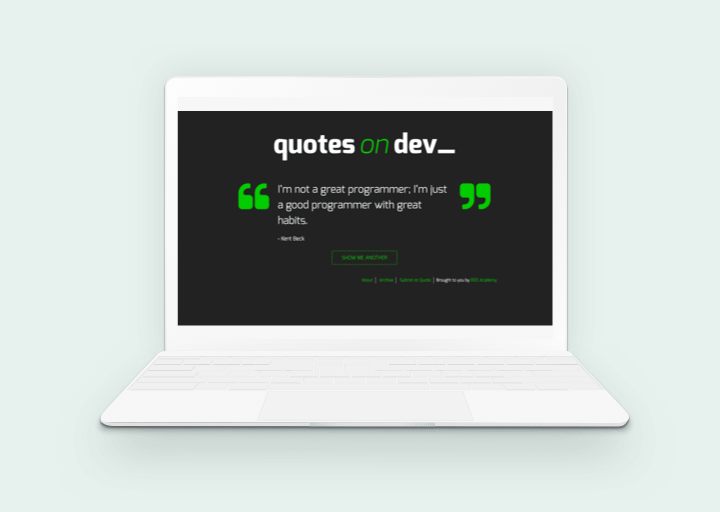 quotes on dev_
I'm not a great programmer; I'm just
a good programmer with great
habits.
- Kent Beck
SHOW ME ANOTHER
About | Archive | Submit a Quote | Brought to you by RED Academy